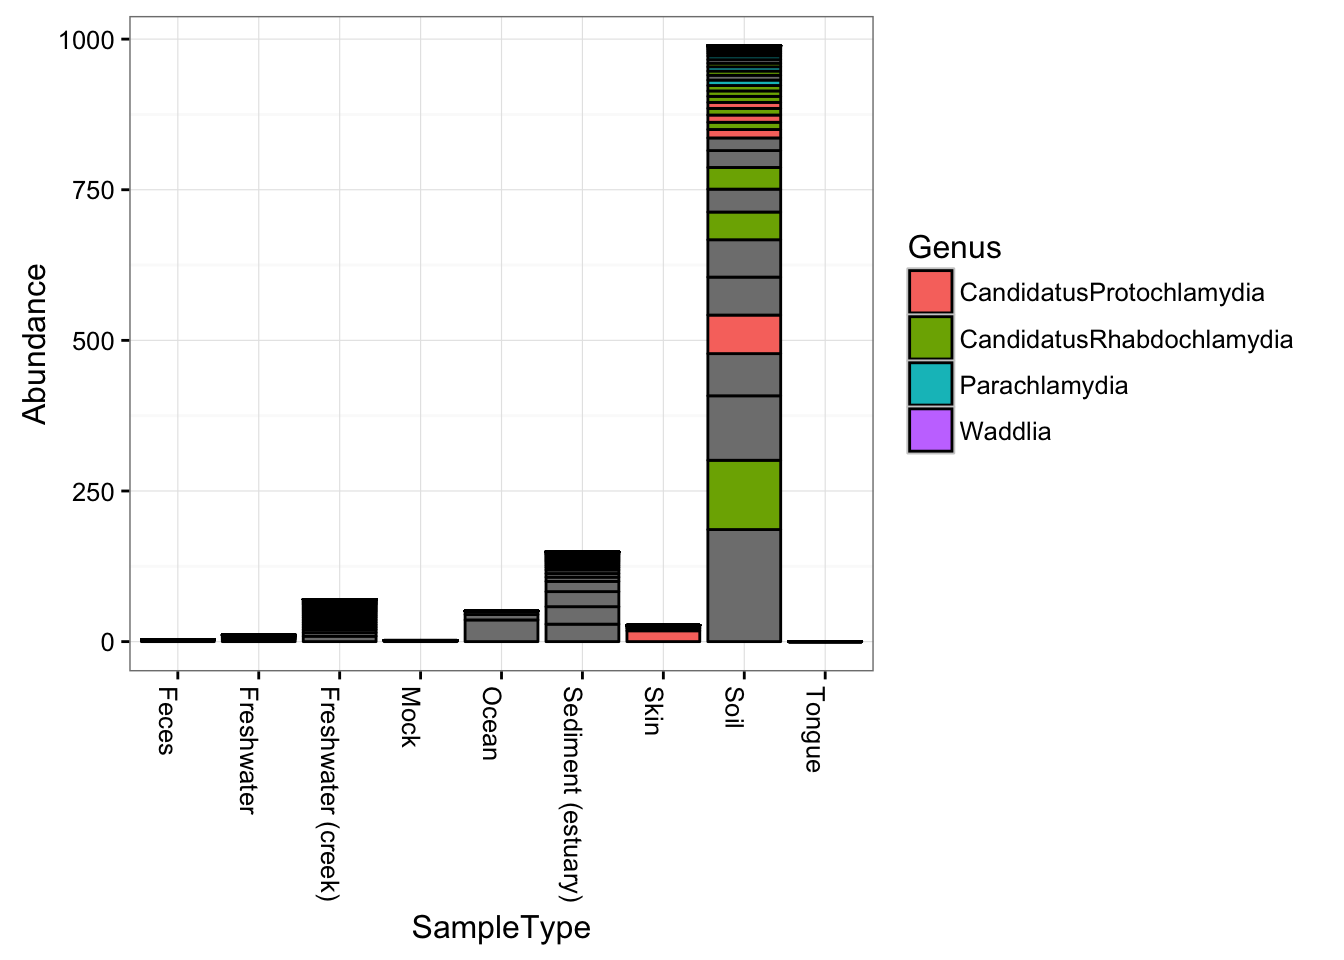 1000
750
500
250
0
Abundance
Feces
Freshwater
Freshwater (creek)
Mock
Ocean
Sediment (estuary)
Skin
Soil
Tongue
SampleType
Genus
CandidatusProtochlamydia
CandidatusRhabdochlamydia
Parachlamydia
Waddlia